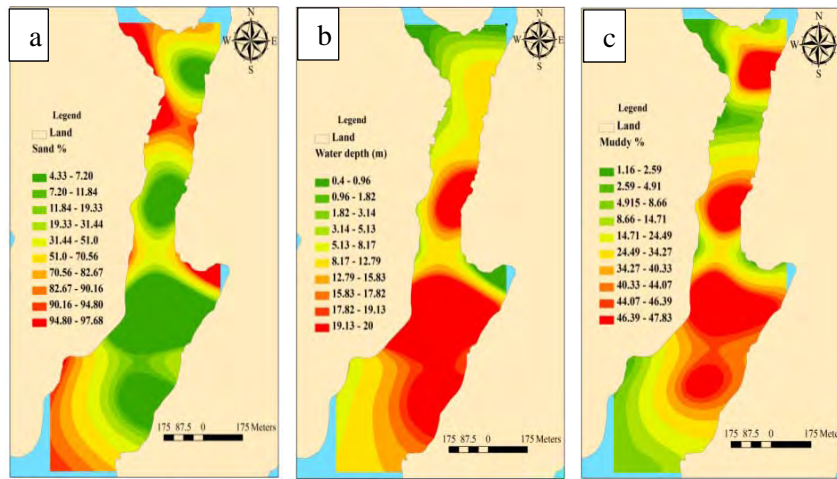 a
N
W E
S
Legend
Land
Sand %
4.33 - 7.20
7.20 - 11.84
11.84 - 19.33
19.33 - 31.44
31.44 - 51.0
51.0 - 70.56
70.56 - 82.67
82.67 - 90.16
90.16 - 94.80
94.80 - 97.68
175 87.5 0 175 Meters
b
N
W E
S
Legend
Land
Water depth (m)
0.4 - 0.96
0.96 - 1.82
1.82 - 3.14
3.14 - 5.13
5.13 - 8.17
8.17 - 12.79
12.79 - 15.83
15.83 - 17.82
17.82 - 19.13
19.13 - 20
175 87.5 0 175 Meters
c
N
W E
S
Legend
Land
Muddy %
1.16 - 2.59
2.59 - 4.91
4.915 - 8.66
8.66 - 14.71
14.71 - 24.49
24.49 - 34.27
34.27 - 40.33
40.33 - 44.07
44.07 - 46.39
46.39 - 47.83
175 87.5 0 175 Meters